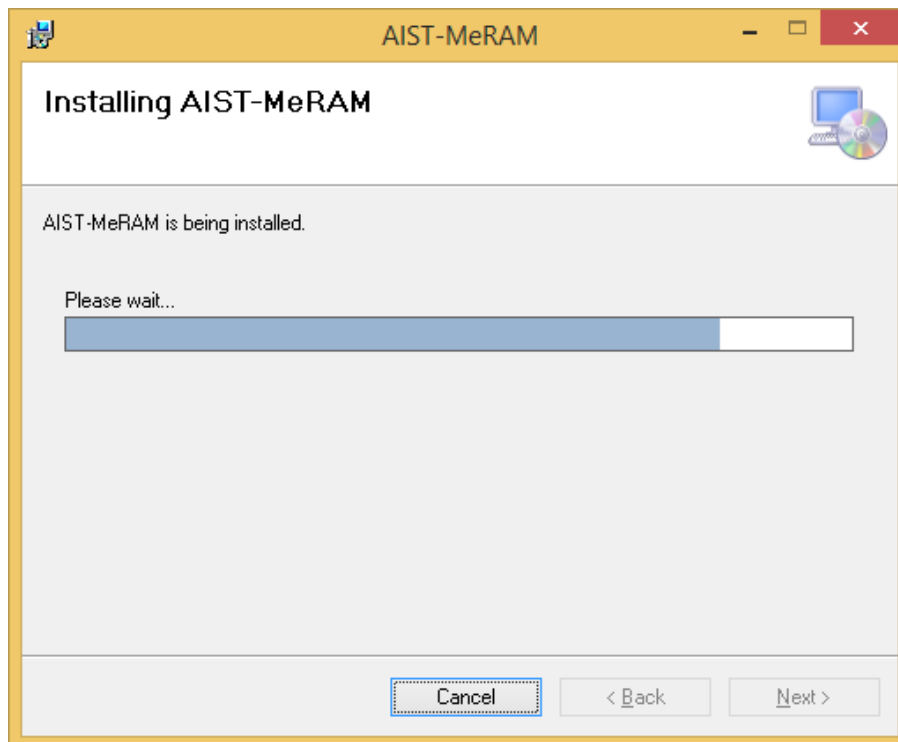 AIST-MeRAM
Installing AIST-MeRAM
AIST-MeRAM is being installed.
Please wait...
Cancel
< Back
Next >